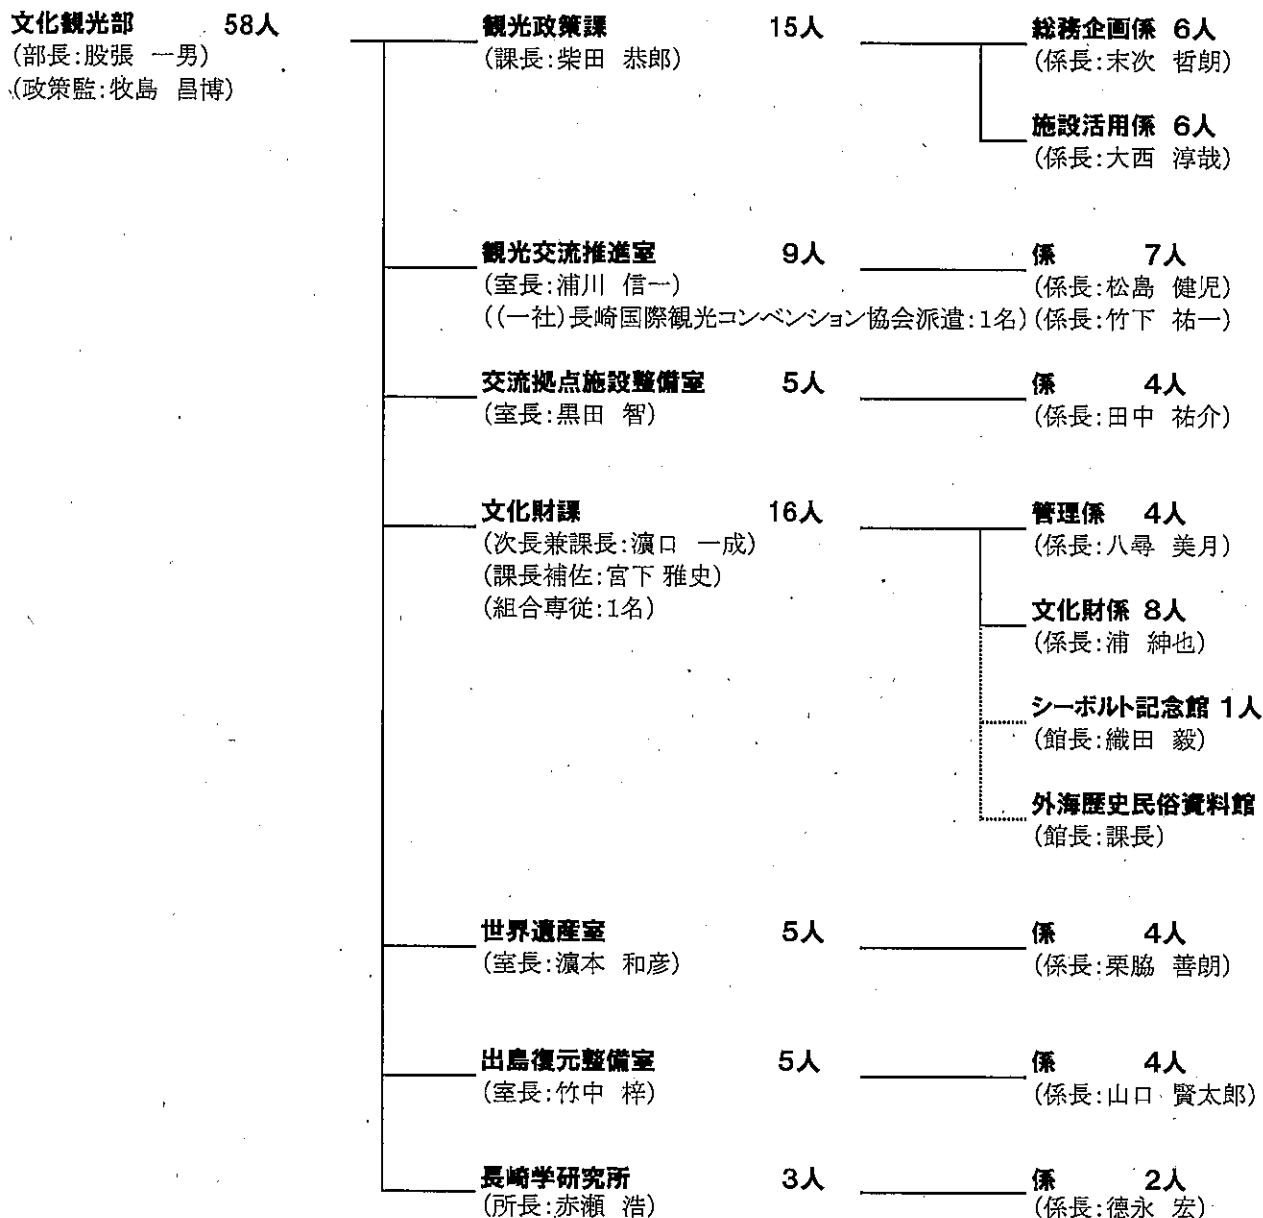 文化観光部 58人
(部長:股張 一男)
(政策監:牧島 昌博)
観光政策課 15人
(課長:柴田 恭郎)
総務企画係 6人
(係長:末次 哲朗)
施設活用係 6人
(係長:大西 淳哉)
観光交流推進室 9人
(室長:浦川 信一)
((一社)長崎国際観光コンベンション協会派遣:1名)
係 7人
(係長:松島 健児)
(係長:竹下 祐一)
交流拠点施設整備室 5人
(室長:黒田 智)
係 4人
(係長:田中 祐介)
文化財課 16人
(次長兼課長:濵口 一成)
(課長補佐:宮下 雅史)
(組合専従:1名)
管理係 4人
(係長:八尋 美月)
文化財係 8人
(係長:浦 紳也)
シーボルト記念館 1人
(館長:織田 毅)
外海歴史民俗資料館
(館長:課長)
世界遺産室 5人
(室長:濵本 和彦)
係 4人
(係長:栗脇 善朗)
出島復元整備室 5人
(室長:竹中 梓)
係 4人
(係長:山口 賢太郎)
長崎学研究所 3人
(所長:赤瀬 浩)
係 2人
(係長:德永 宏)